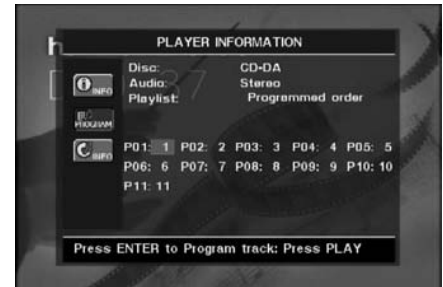 PLAYER INFORMATION
Disc: CD-DA
Audio: Stereo
Playlist: Programmed order
INFO
PROGRAM
INFO
P01: 1 P02: 2 P03: 3 P04: 4 P05: 5
P06: 6 P07: 7 P08: 8 P09: 9 P10: 10
P11: 11
Press ENTER to Program track: Press PLAY